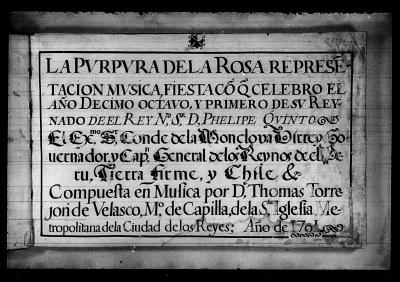 LA PVRPVRA DE LA ROSA REPRESE-
TACION MVSICA, FIESTA CÕ Q̃ CELEBRO EL
AÑO DECIMO OCTAVO, Y PRIMERO DE SV REY-
NADO DE EL REY N.º S.r D, PHELIPE QVINTO
El Ex.mo S.r Conde de la Monclova Virrey Go
vernador, y Cap.n General de los Reynos de el Pe-
ru, Tierra firme, y Chile &
Compuesta en Musica por D.n Thomas Torre
jon de Velasco, M.o de Capilla, de la S.ta Iglesia Me-
tropolitana de la Ciudad de los Reyes; Año de 1701